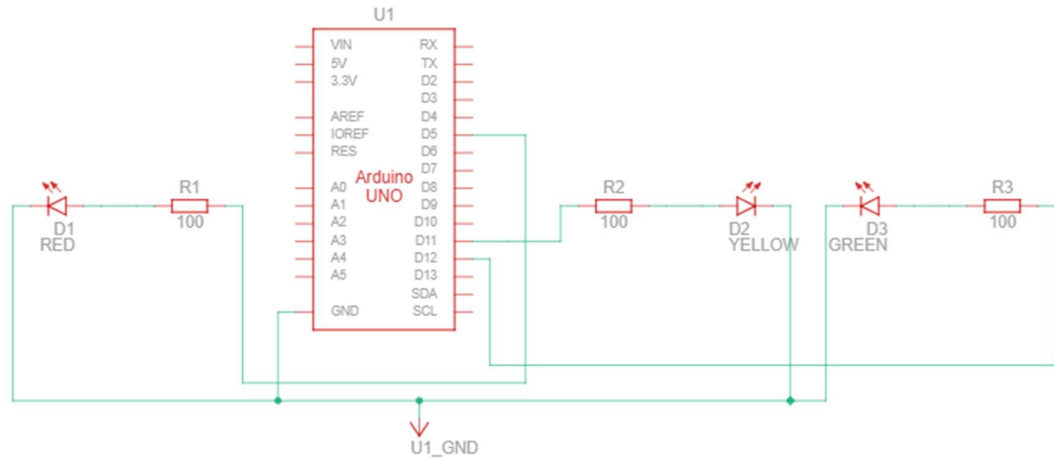 U1
VIN
5V
3.3V
AREF
IOREF
RES
A0
A1
A2
A3
A4
A5
GND
Arduino
UNO
RX
TX
D2
D3
D4
D5
D6
D7
D8
D9
D10
D11
D12
D13
SDA
SCL
D1
RED
R1
100
R2
100
D2
YELLOW
D3
GREEN
R3
100
U1_GND